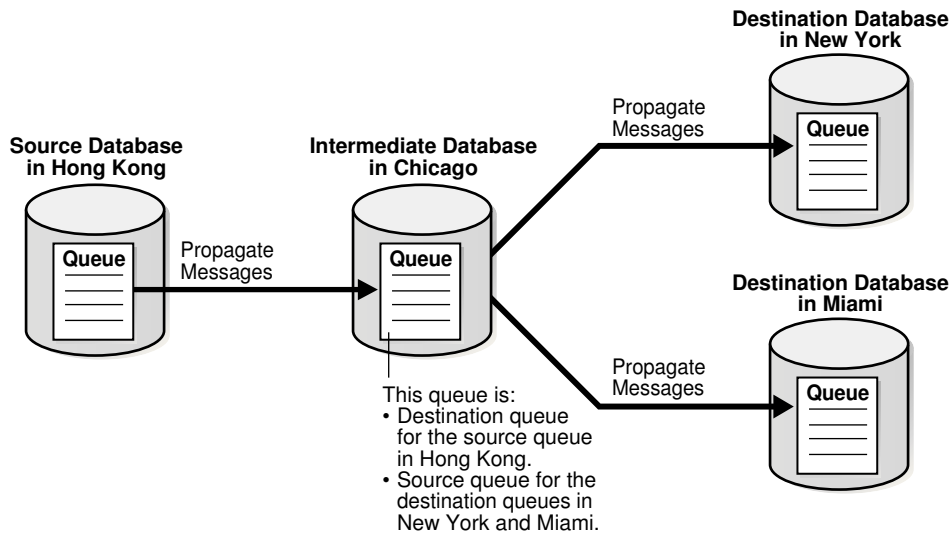 Destination Database
in New York
Propagate
Messages
Queue
Source Database
in Hong Kong
Intermediate Database
in Chicago
Queue
Propagate
Messages
Queue
Destination Database
in Miami
Propagate
Messages
Queue
This queue is:
• Destination queue
for the source queue
in Hong Kong.
• Source queue for the
destination queues in
New York and Miami.